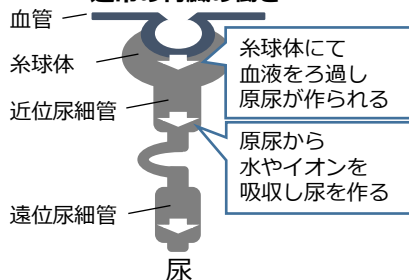 血管
糸球体
近位尿細管
遠位尿細管
尿
糸球体にて
血液をろ過し
原尿が作られる
原尿から
水やイオンを
吸収し尿を作る